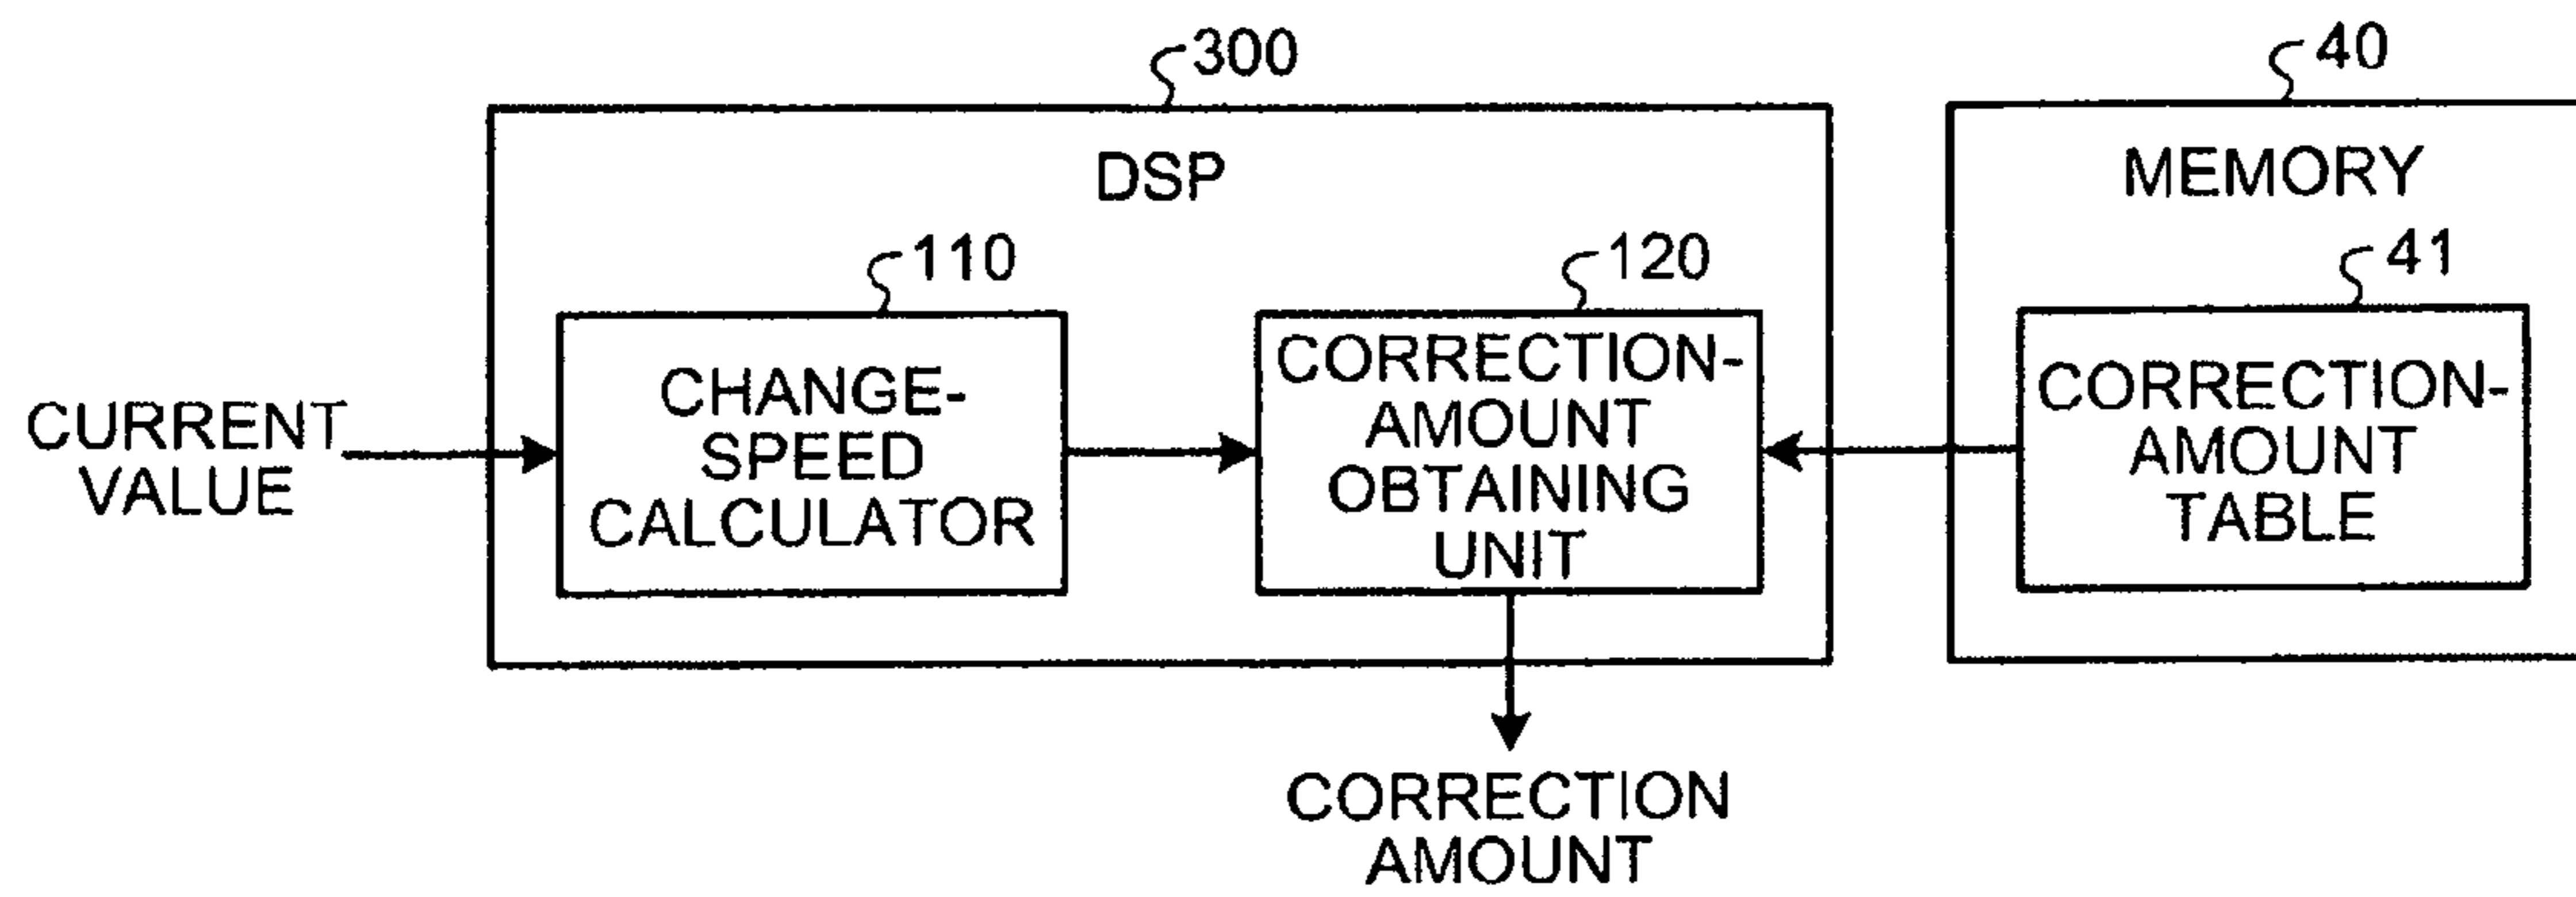 300
40
DSP
MEMORY
110
120
41
CURRENT
VALUE
CHANGE-
SPEED
CALCULATOR
CORRECTION-
AMOUNT
OBTAINING
UNIT
CORRECTION-
AMOUNT
TABLE
CORRECTION
AMOUNT